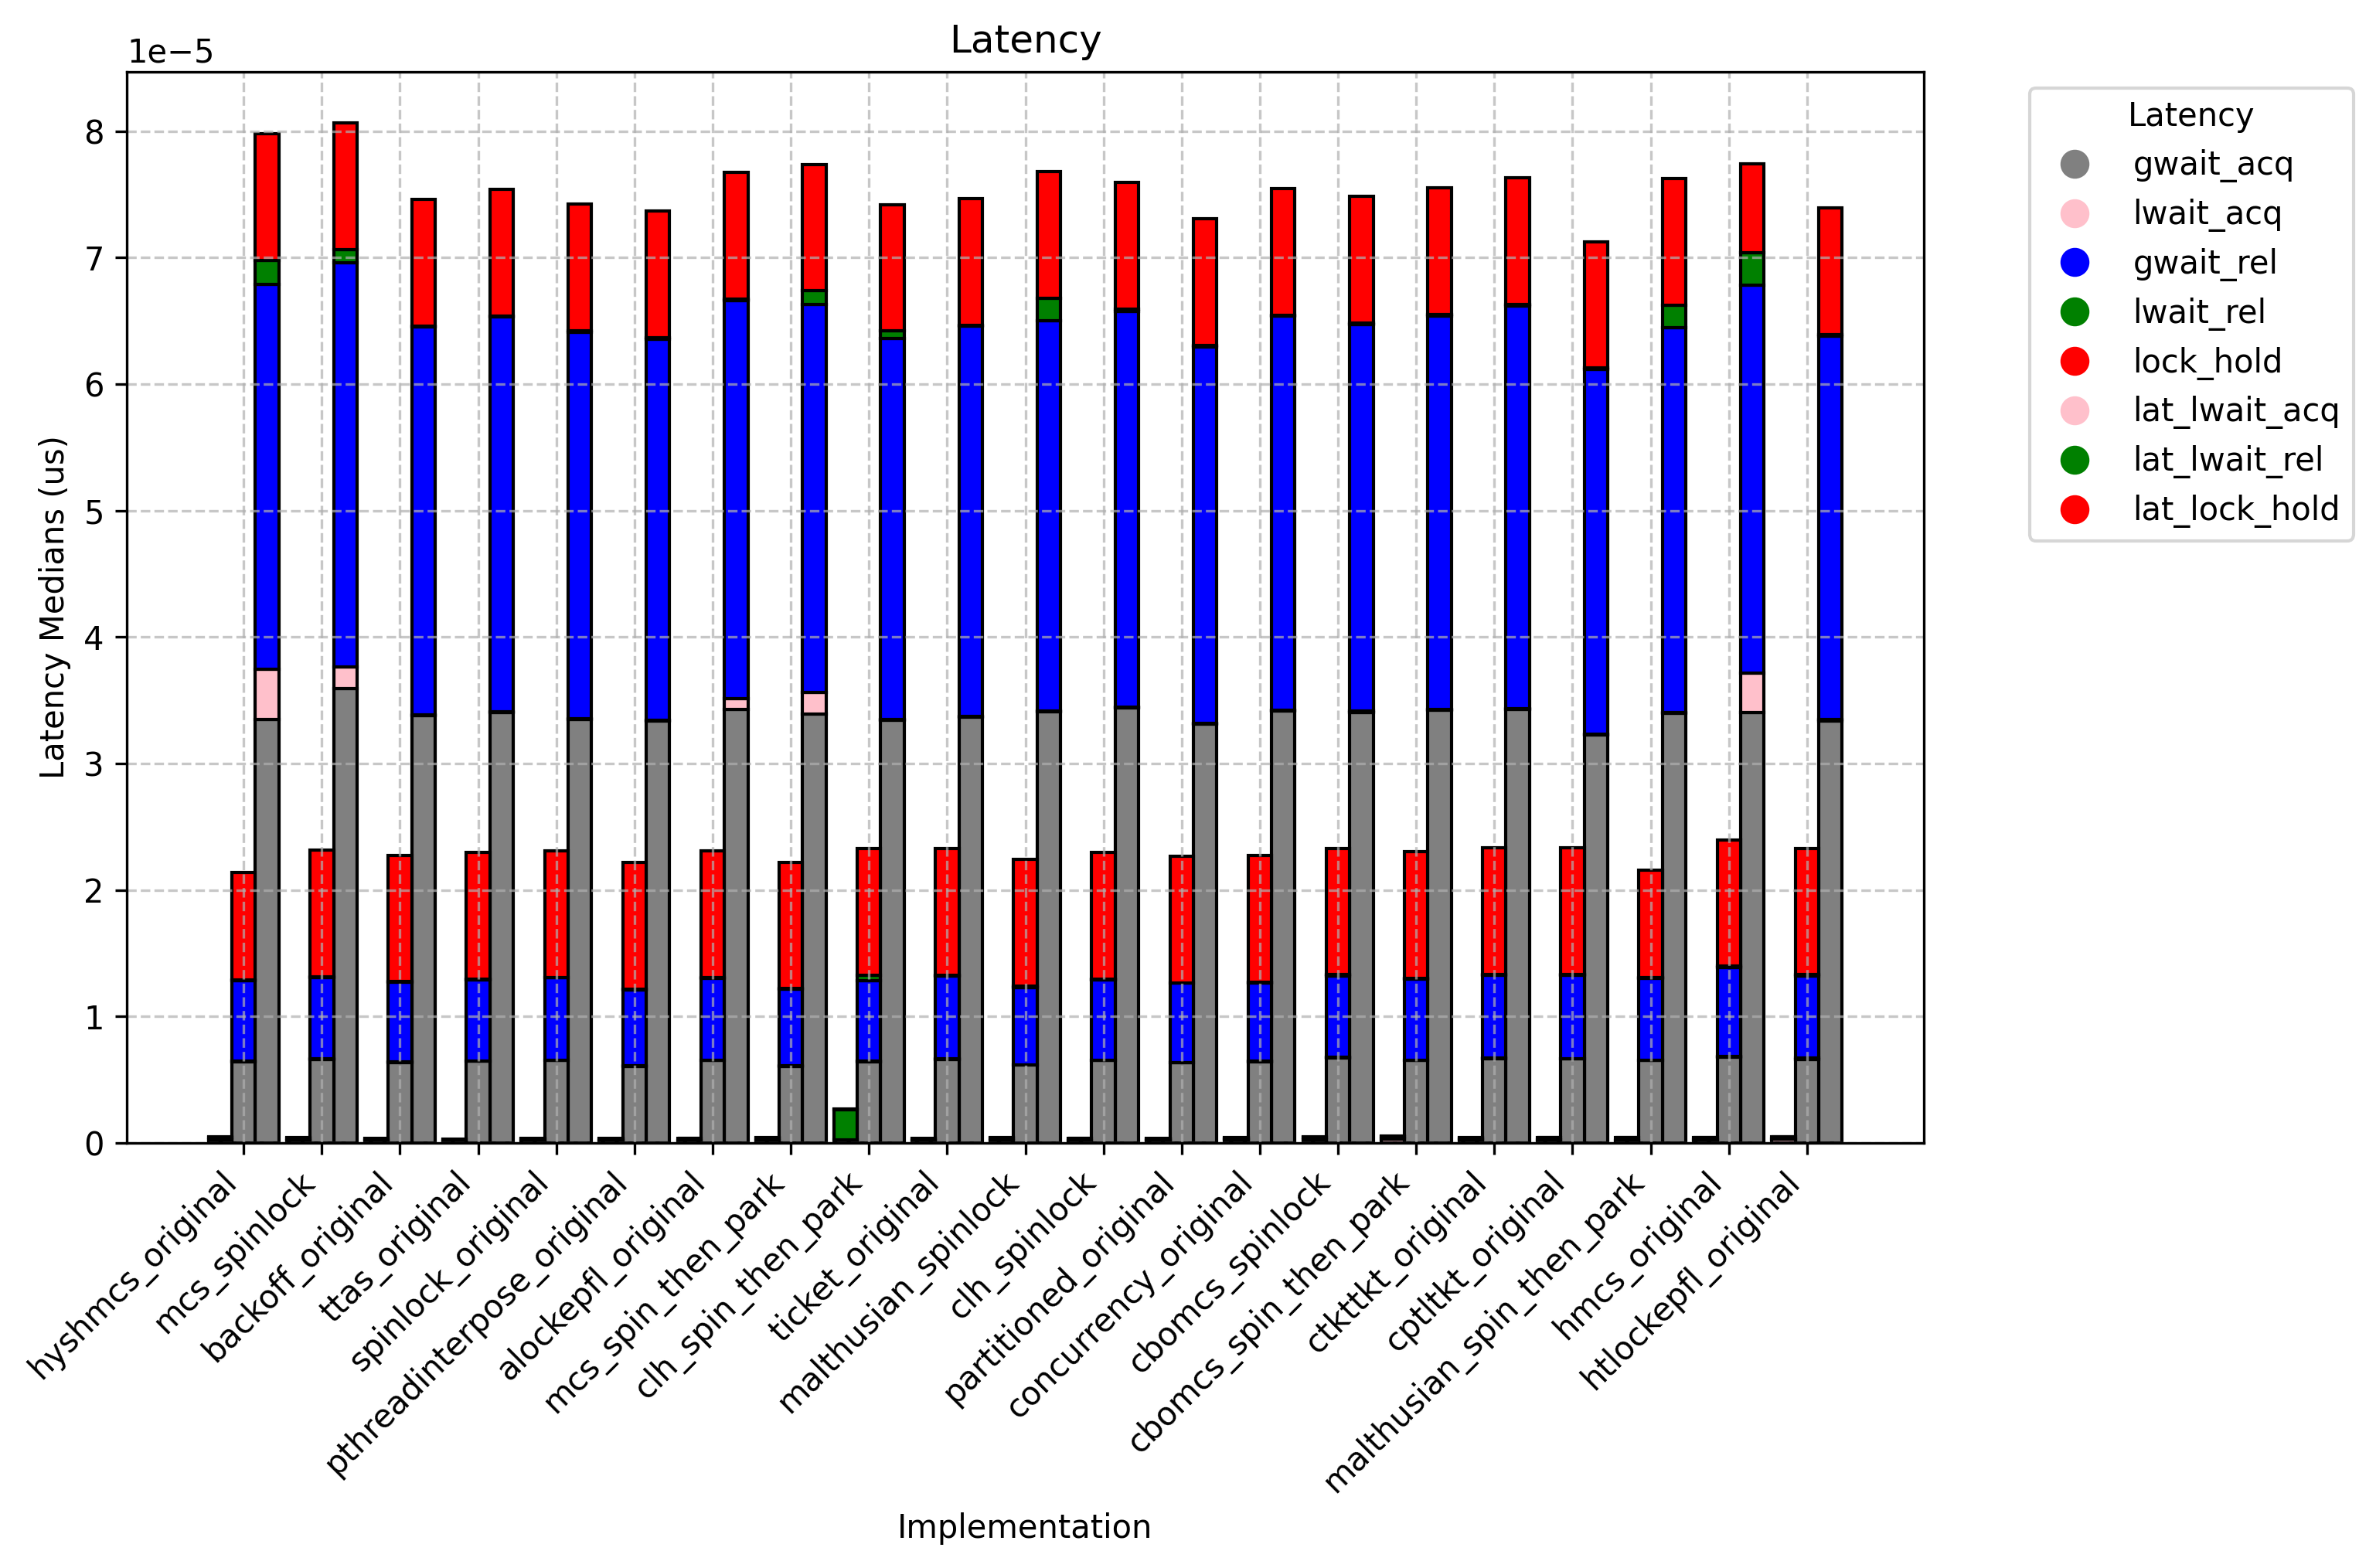 Latency
1e−5
8
7
6
5
4
3
2
1
0
Latency Medians (us)
hyshmcs_original
mcs_spinlock
backoff_original
ttas_original
spinlock_original
pthreadinterpose_original
alockepfl_original
mcs_spin_then_park
clh_spin_then_park
ticket_original
malthusian_spinlock
clh_spinlock
partitioned_original
concurrency_original
cbomcs_spinlock
cbomcs_spin_then_park
ctkttkt_original
cptltkt_original
malthusian_spin_then_park
hmcs_original
htlockepfl_original
Implementation
Latency
gwait_acq
lwait_acq
gwait_rel
lwait_rel
lock_hold
lat_lwait_acq
lat_lwait_rel
lat_lock_hold